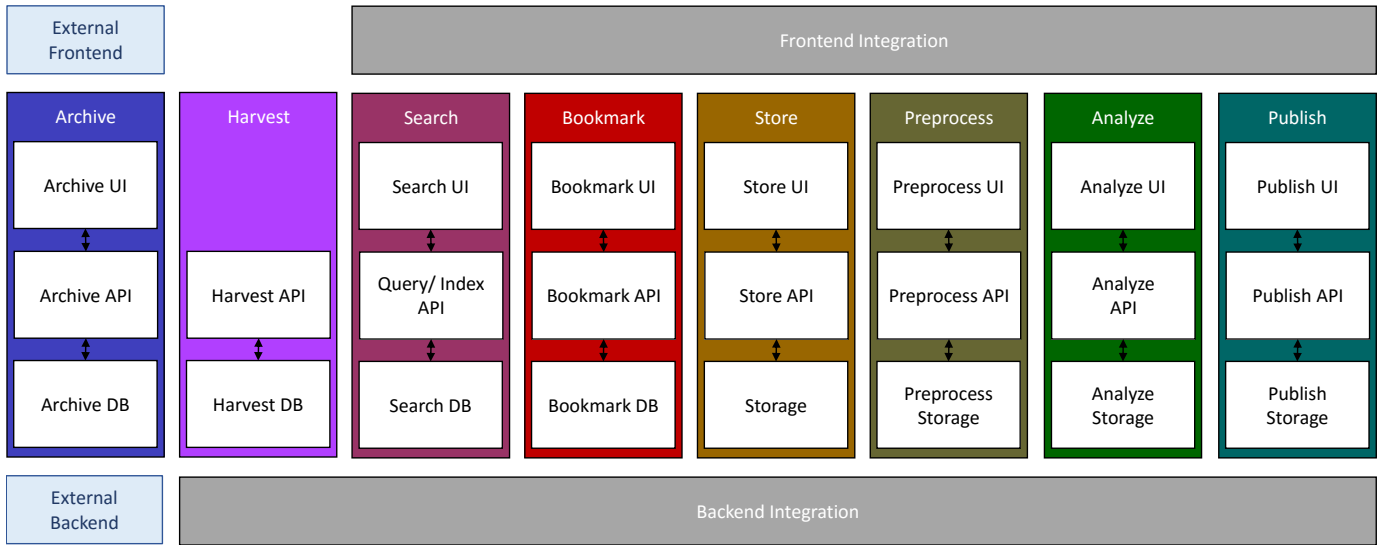 External
Frontend
Frontend Integration
Archive
Harvest
Search
Bookmark
Store
Preprocess
Analyze
Publish
Archive UI
Search UI
Bookmark UI
Store UI
Preprocess UI
Analyze UI
Publish UI
Archive API
Harvest API
Query/ Index
API
Bookmark API
Store API
Preprocess API
Analyze
API
Publish API
Archive DB
Harvest DB
Search DB
Bookmark DB
Storage
Preprocess
Storage
Analyze
Storage
Publish
Storage
External
Backend
Backend Integration